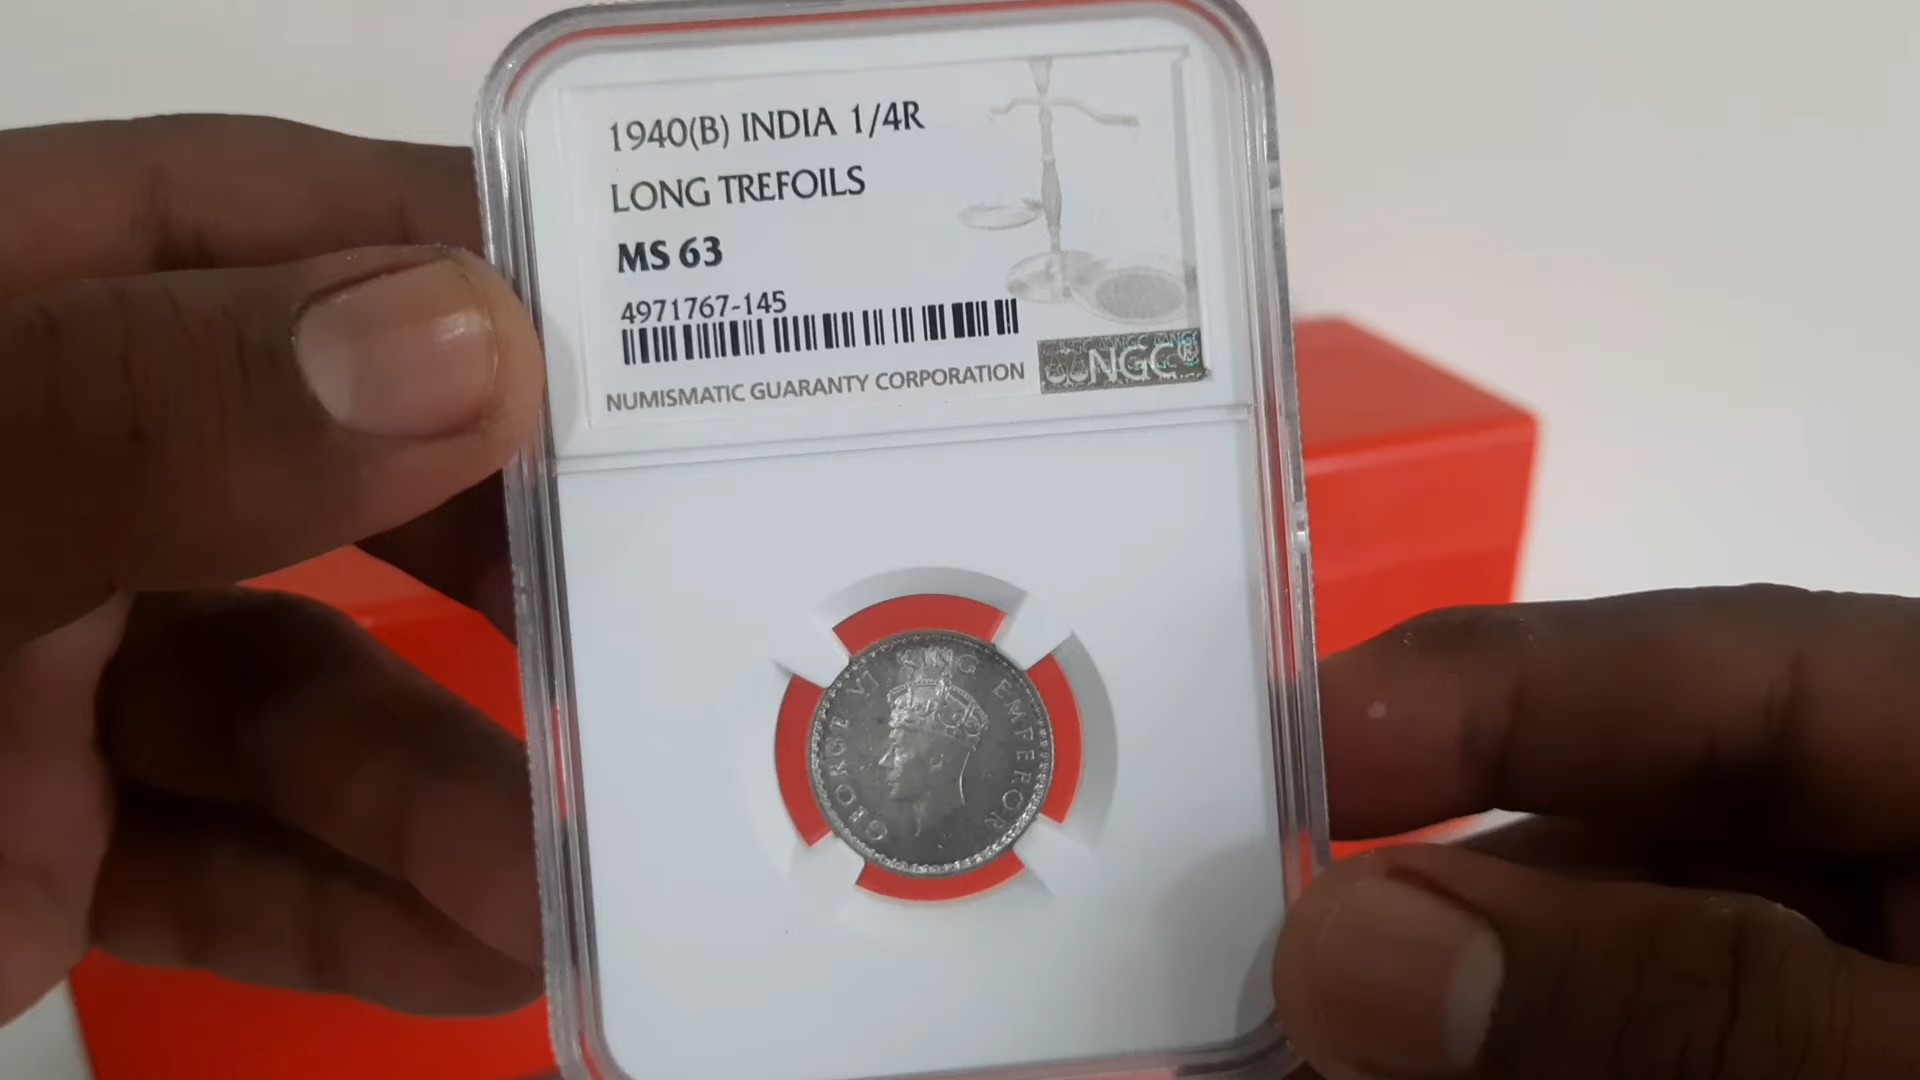 1940(B) INDIA 1/4R
LONG TREFOILS
MS 63
4971767-145
NUMISMATIC GUARANTY CORPORATION
NGC®
GEORGE VI KING EMPEROR